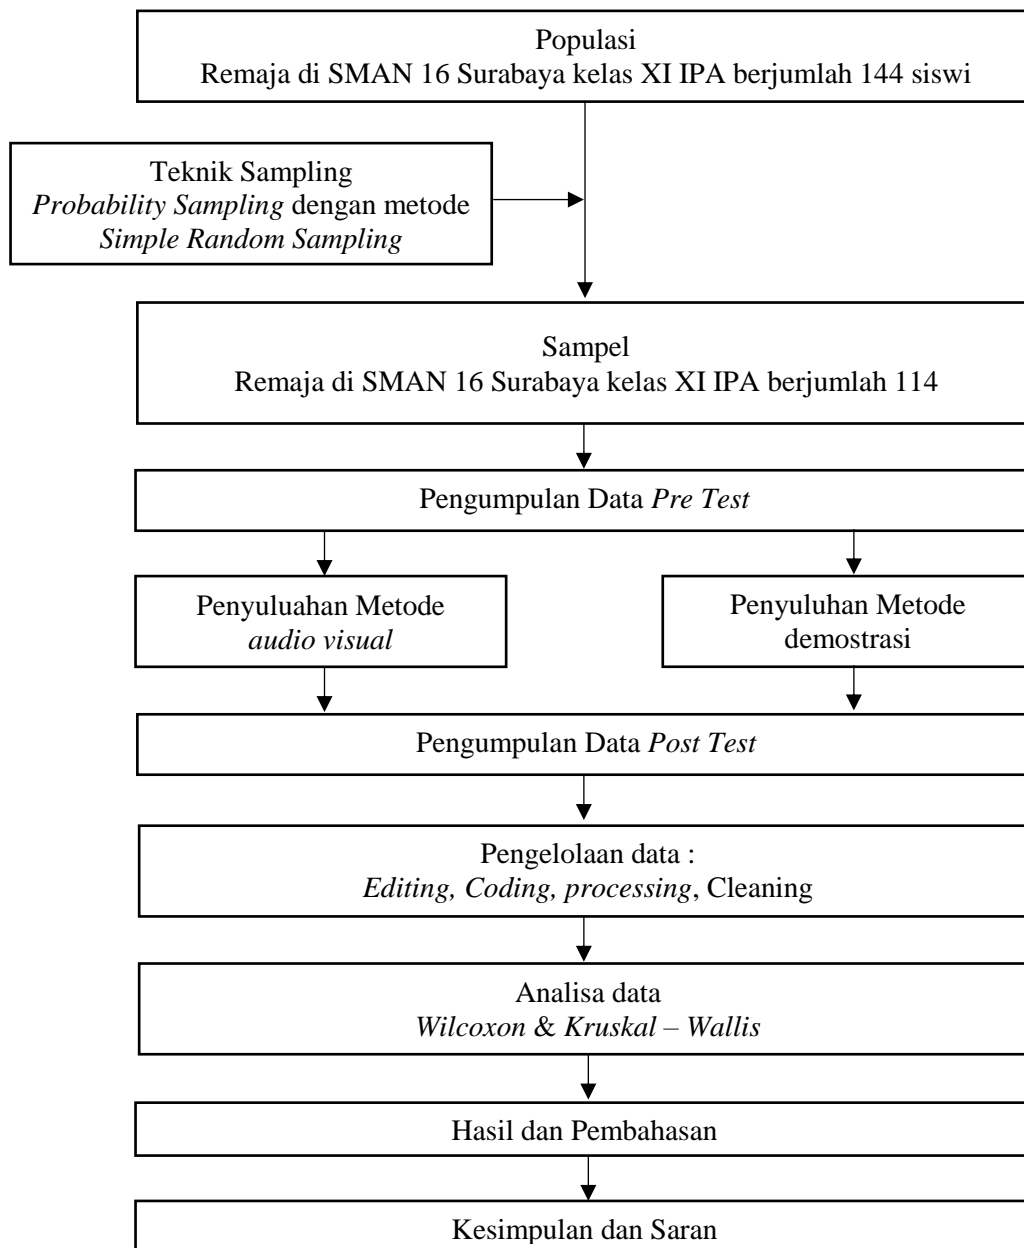 Populasi
Remaja di SMAN 16 Surabaya kelas XI IPA berjumlah 144 siswi
Teknik Sampling
Probability Sampling dengan metode
Simple Random Sampling
Sampel
Remaja di SMAN 16 Surabaya kelas XI IPA berjumlah 114
Pengumpulan Data Pre Test
Penyuluahan Metode
audio visual
Penyuluhan Metode
demostrasi
Pengumpulan Data Post Test
Pengelolaan data :
Editing, Coding, processing, Cleaning
Analisa data
Wilcoxon & Kruskal – Wallis
Hasil dan Pembahasan
Kesimpulan dan Saran